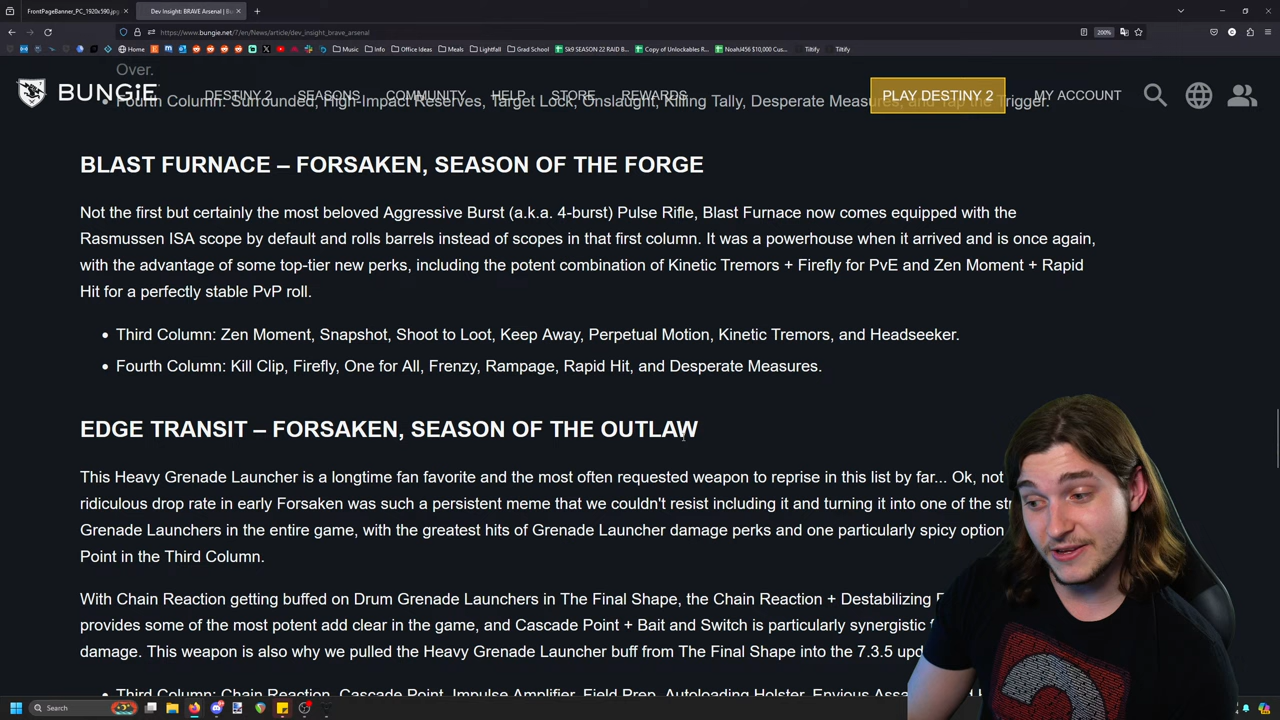 FrontPageBanner_PC_1920x590.jpg
Dev Insight: BRAVE Arsenal | Bu
https://www.bungie.net/7/en/News/article/dev_insight_brave_arsenal
200%
Home
Music
Info
Office Ideas
Meals
Lightfall
Grad School
Sk9 SEASON 22 RAID B
Copy of Unlockables R
NoahJ456 $10,000 Cus
Tiltify
Tiltify
Over.
BUNGiE
DESTINY 2
SEASONS
COMMUNITY
HELP
STORE
REWARDS
PLAY DESTINY 2
MY ACCOUNT
• Fourth Column: Surrounded, High-Impact Reserves, Target Lock, Onslaught, Killing Tally, Desperate Measures, and Tap the Trigger.
BLAST FURNACE – FORSAKEN, SEASON OF THE FORGE
Not the first but certainly the most beloved Aggressive Burst (a.k.a. 4-burst) Pulse Rifle, Blast Furnace now comes equipped with the
Rasmussen ISA scope by default and rolls barrels instead of scopes in that first column. It was a powerhouse when it arrived and is once again,
with the advantage of some top-tier new perks, including the potent combination of Kinetic Tremors + Firefly for PvE and Zen Moment + Rapid
Hit for a perfectly stable PvP roll.
• Third Column: Zen Moment, Snapshot, Shoot to Loot, Keep Away, Perpetual Motion, Kinetic Tremors, and Headseeker.
• Fourth Column: Kill Clip, Firefly, One for All, Frenzy, Rampage, Rapid Hit, and Desperate Measures.
EDGE TRANSIT – FORSAKEN, SEASON OF THE OUTLAW
This Heavy Grenade Launcher is a longtime fan favorite and the most often requested weapon to reprise in this list by far... Ok, not
ridiculous drop rate in early Forsaken was such a persistent meme that we couldn't resist including it and turning it into one of the
Grenade Launchers in the entire game, with the greatest hits of Grenade Launcher damage perks and one particularly spicy option
Point in the Third Column.
With Chain Reaction getting buffed on Drum Grenade Launchers in The Final Shape, the Chain Reaction + Destabilizing
provides some of the most potent add clear in the game, and Cascade Point + Bait and Switch is particularly synergistic
damage. This weapon is also why we pulled the Heavy Grenade Launcher buff from The Final Shape into the 7.3.5
• Third Column: Chain Reaction, Cascade Point, Impulse Amplifier, Field Prep, Autoloading Holster, Envious
Search